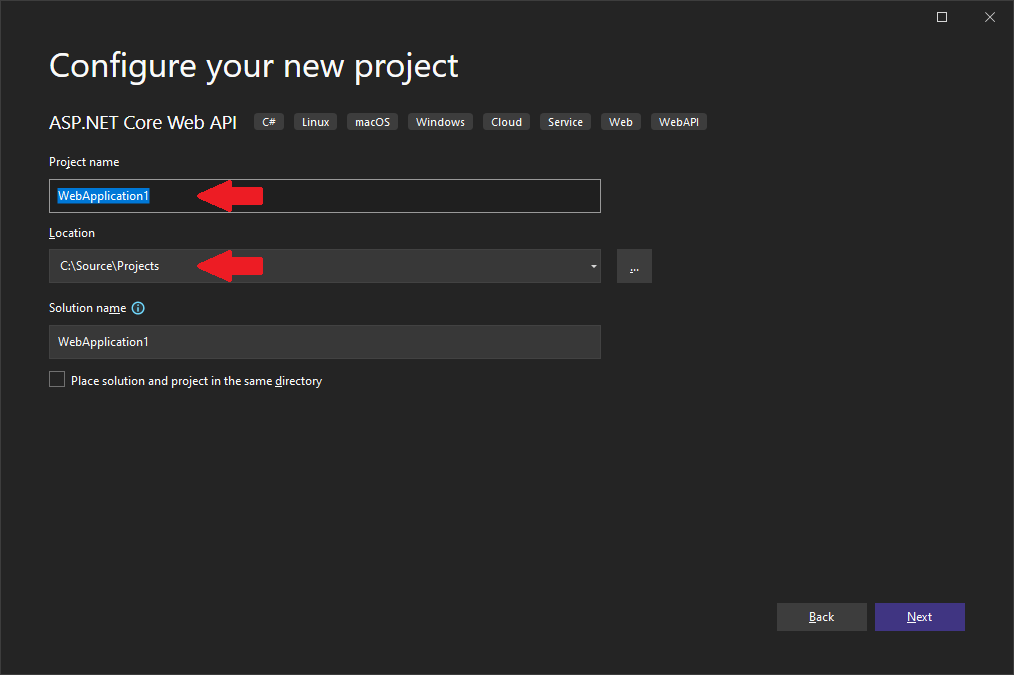 Configure your new project
ASP.NET Core Web API C# Linux macOS Windows Cloud Service Web WebAPI
Project name
WebApplication1
Location
C:\Source\Projects
...
Solution name
WebApplication1
Place solution and project in the same directory
Back Next